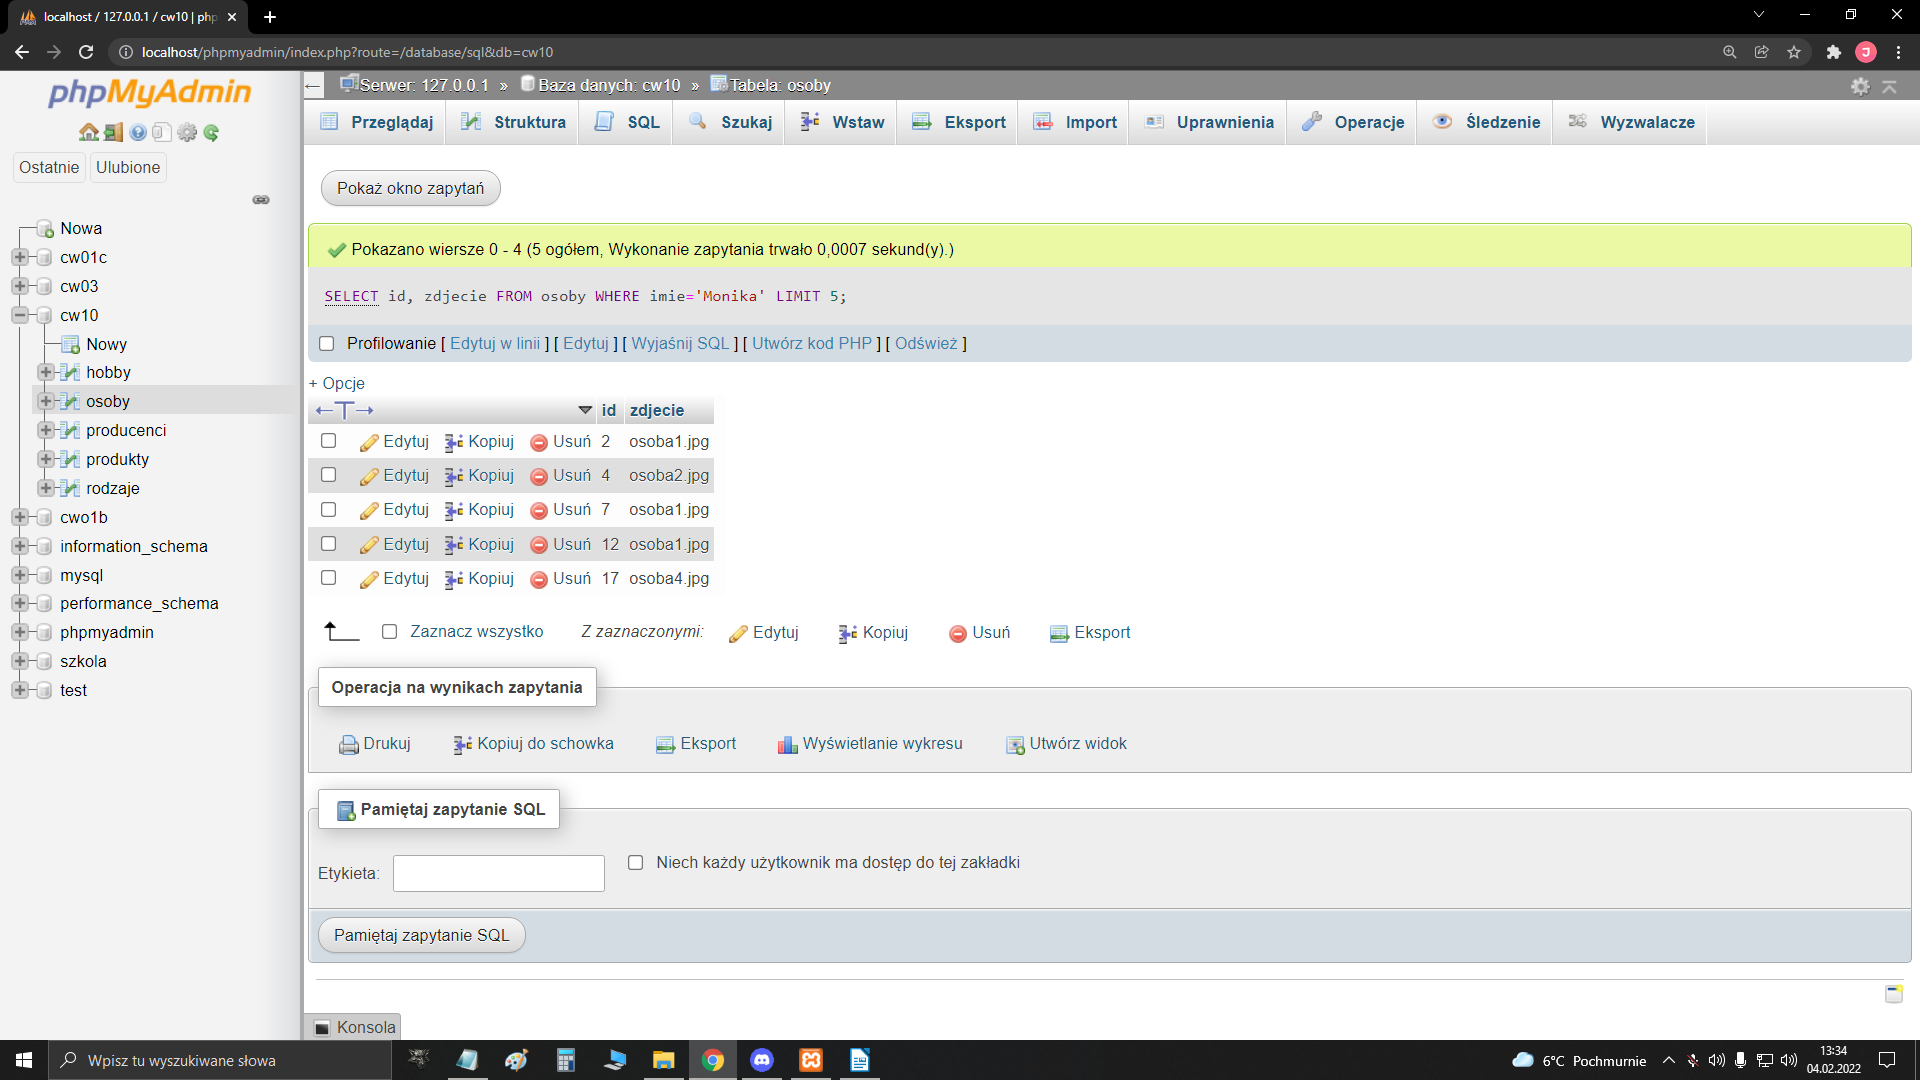 localhost / 127.0.0.1 / cw10 | php
localhost/phpmyadmin/index.php?route=/database/sql&db=cw10
J
phpMyAdmin
Ostatnie
Ulubione
Nowa
cw01c
cw03
cw10
Nowy
hobby
osoby
producenci
produkty
rodzaje
cwo1b
information_schema
mysql
performance_schema
phpmyadmin
szkola
test
Serwer: 127.0.0.1 » Baza danych: cw10 » Tabela: osoby
Przeglądaj Struktura SQL Szukaj Wstaw Eksport Import Uprawnienia Operacje Śledzenie Wyzwalacze
Pokaż okno zapytań
Pokazano wiersze 0 - 4 (5 ogółem, Wykonanie zapytania trwało 0,0007 sekund(y).)
SELECT id, zdjecie FROM osoby WHERE imie='Monika' LIMIT 5;
Profilowanie [ Edytuj w linii ] [ Edytuj ] [ Wyjaśnij SQL ] [ Utwórz kod PHP ] [ Odśwież ]
+ Opcje
←T→ id zdjecie
Edytuj Kopiuj Usuń 2 osoba1.jpg
Edytuj Kopiuj Usuń 4 osoba2.jpg
Edytuj Kopiuj Usuń 7 osoba1.jpg
Edytuj Kopiuj Usuń 12 osoba1.jpg
Edytuj Kopiuj Usuń 17 osoba4.jpg
Zaznacz wszystko Z zaznaczonymi: Edytuj Kopiuj Usuń Eksport
Operacja na wynikach zapytania
Drukuj Kopiuj do schowka Eksport Wyświetlanie wykresu Utwórz widok
Pamiętaj zapytanie SQL
Etykieta: Niech każdy użytkownik ma dostęp do tej zakładki
Pamiętaj zapytanie SQL
Konsola
Wpisz tu wyszukiwane słowa
6°C Pochmurnie
13:34
04.02.2022